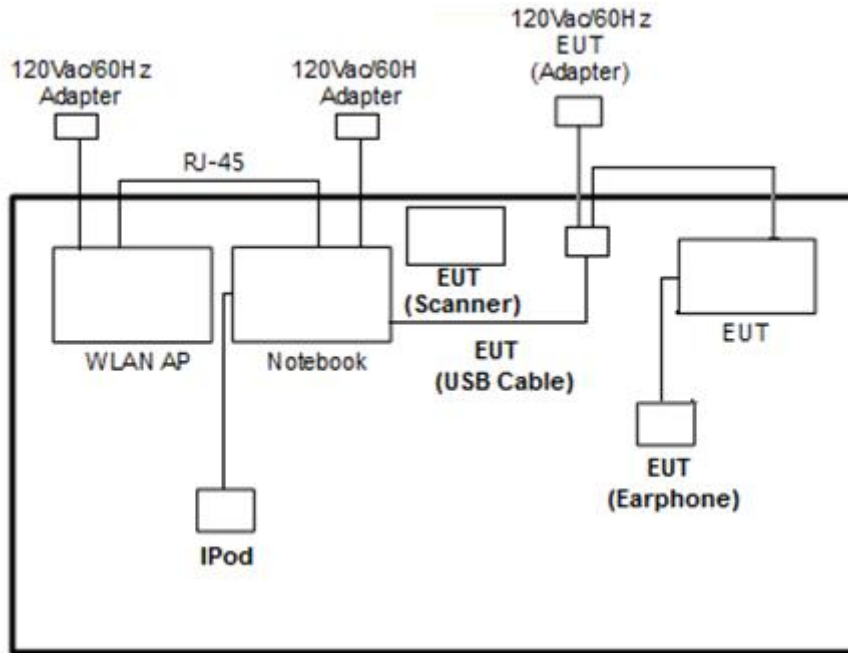 120Vac/60Hz
Adapter
120Vac/60H
Adapter
120Vac/60Hz
EUT
(Adapter)
RJ-45
WLAN AP
Notebook
EUT
(Scanner)
EUT
(USB Cable)
EUT
EUT
(Earphone)
IPod